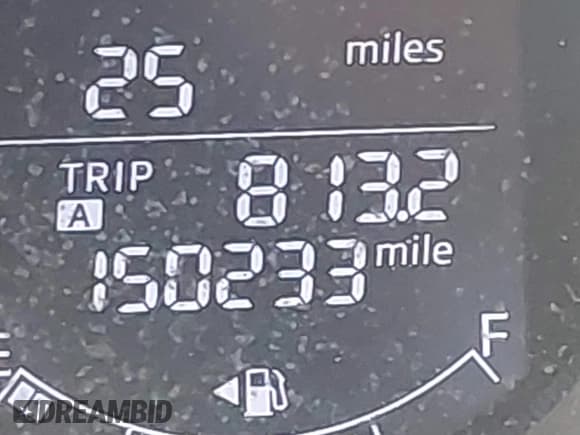 25 miles
TRIP 813.2
A
150233 mile
E F
DREAMBID